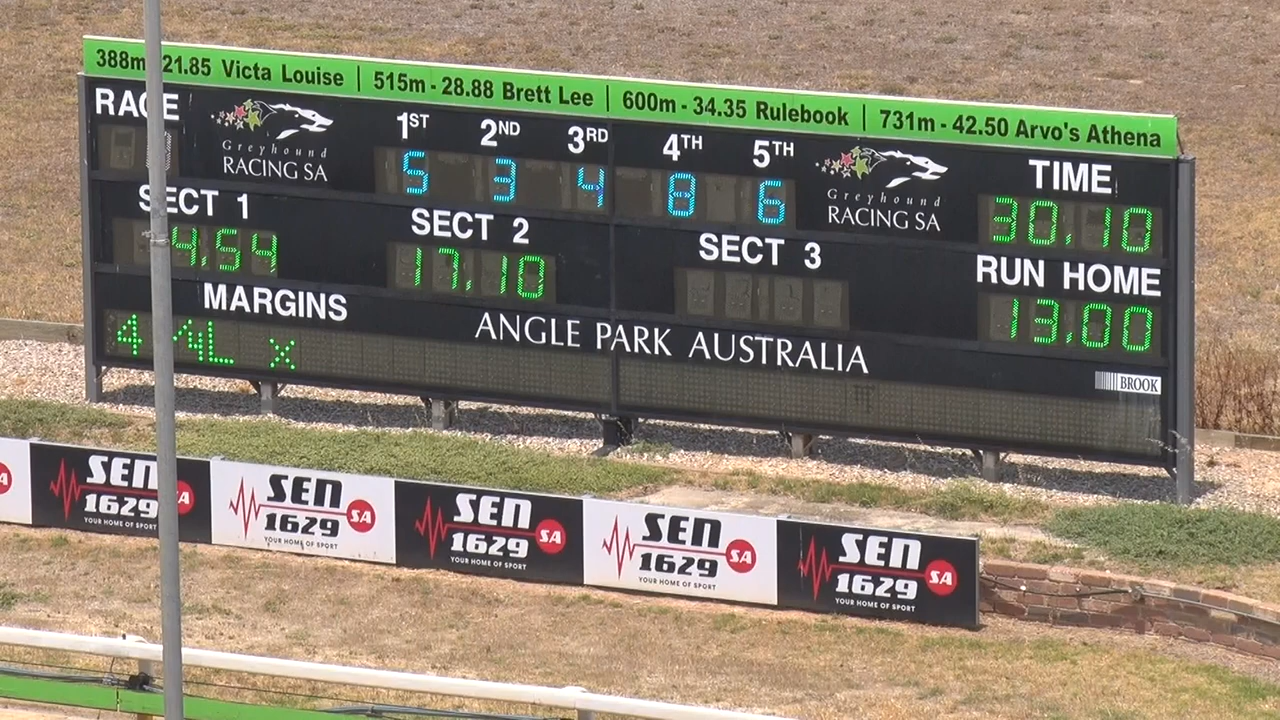 388m - 21.85 Victa Louise | 515m - 28.88 Brett Lee | 600m - 34.35 Rulebook | 731m - 42.50 Arvo's Athena
RACE
Greyhound
RACING SA
1ST 2ND 3RD 4TH 5TH
5 3 4 8 6
Greyhound
RACING SA
TIME
30.10
SECT 1
4.54
SECT 2
17.10
SECT 3
RUN HOME
13.00
MARGINS
4
ANGLE PARK AUSTRALIA
BROOK
SA
SEN
1629 SA
YOUR HOME OF SPORT
SEN
1629 SA
YOUR HOME OF SPORT
SEN
1629 SA
YOUR HOME OF SPORT
SEN
1629 SA
YOUR HOME OF SPORT
SEN
1629 SA
YOUR HOME OF SPORT